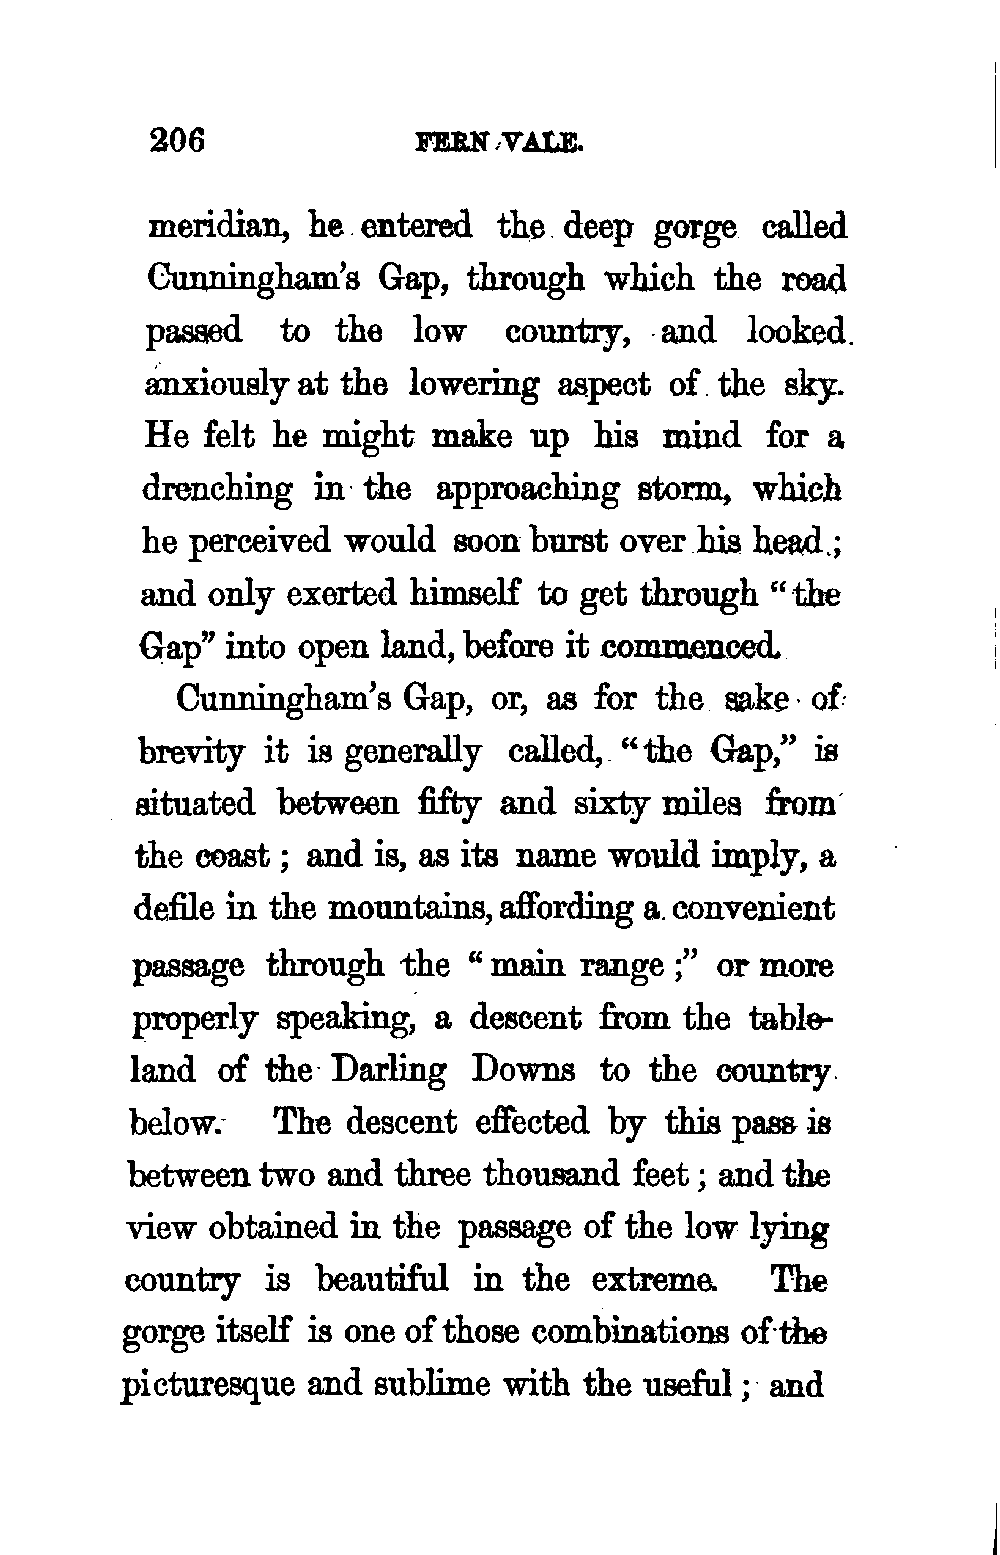 206 FERN VALE.
meridian, he entered the deep gorge called
Cunningham's Gap, through which the road
passed to the low country, and looked
anxiously at the lowering aspect of the sky.
He felt he might make up his mind for a
drenching in the approaching storm, which
he perceived would soon burst over his head;
and only exerted himself to get through "the
Gap" into open land, before it commenced.
Cunningham's Gap, or, as for the sake of
brevity it is generally called, "the Gap," is
situated between fifty and sixty miles from
the coast; and is, as its name would imply, a
defile in the mountains, affording a convenient
passage through the "main range;" or more
properly speaking, a descent from the table-
land of the Darling Downs to the country
below. The descent effected by this pass is
between two and three thousand feet; and the
view obtained in the passage of the low lying
country is beautiful in the extreme. The
gorge itself is one of those combinations of the
picturesque and sublime with the useful; and